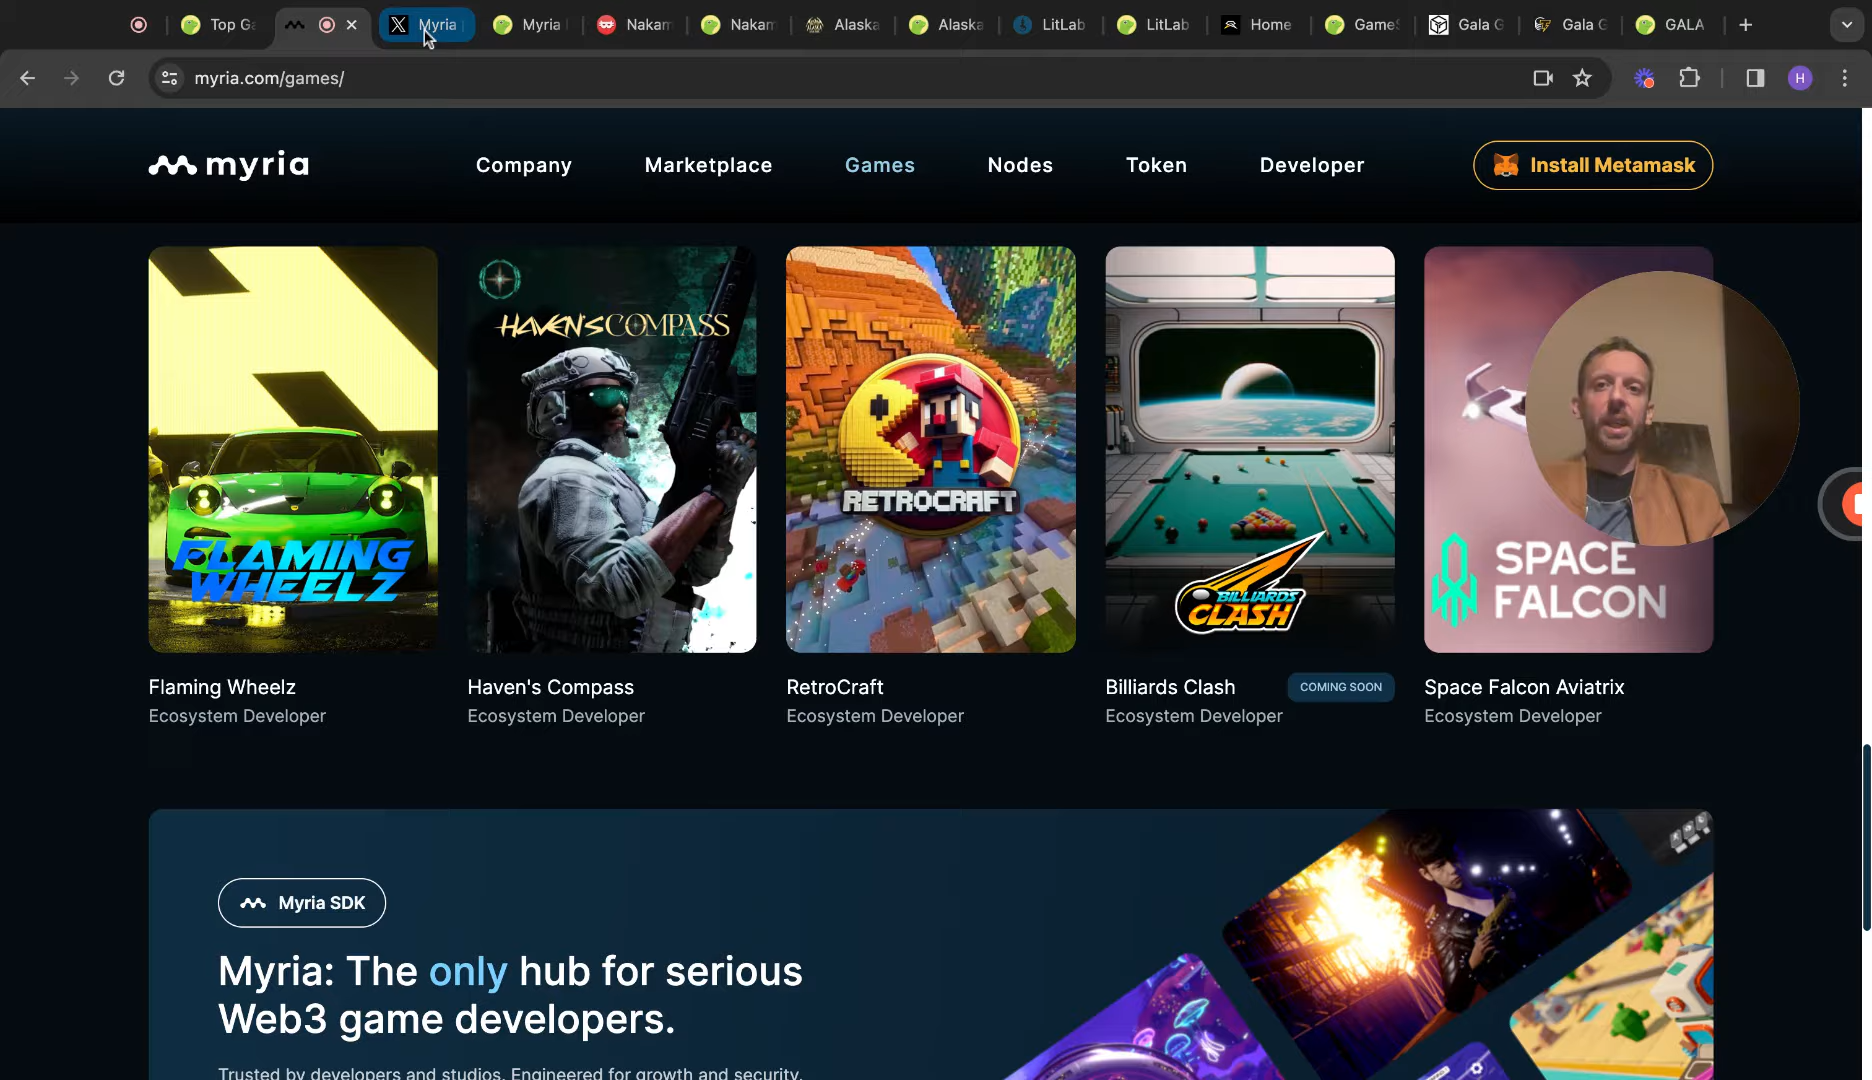 Top Ga
Myria
Myria
Nakam
Nakam
Alaska
Alaska
LitLab
LitLab
Home
Game
Gala G
Gala G
GALA
myria.com/games/
H
myria
Company
Marketplace
Games
Nodes
Token
Developer
Install Metamask
HAVEN'S COMPASS
RETROCRAFT
FLAMING
WHEELZ
BILLIARDS
CLASH
SPACE
FALCON
Flaming Wheelz
Ecosystem Developer
Haven's Compass
Ecosystem Developer
RetroCraft
Ecosystem Developer
Billiards Clash
COMING SOON
Ecosystem Developer
Space Falcon Aviatrix
Ecosystem Developer
Myria SDK
Myria: The only hub for serious
Web3 game developers.
Trusted by developers and studios. Engineered for growth and security.